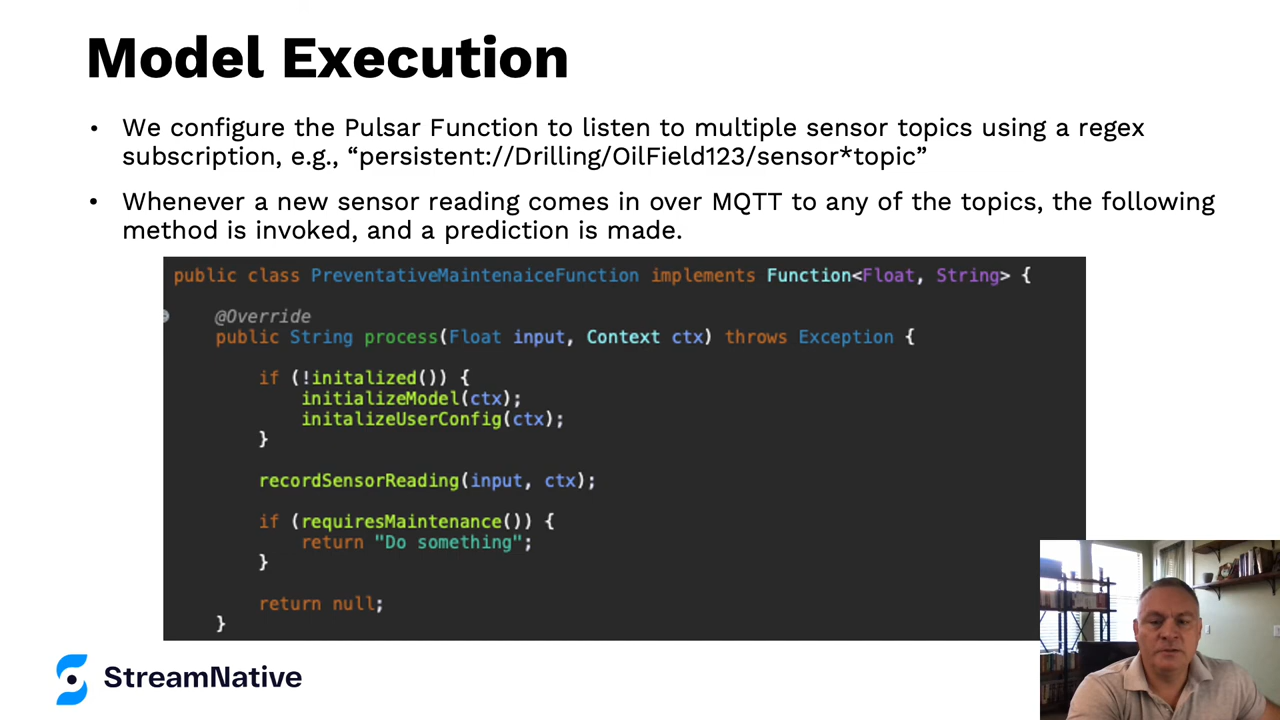 Model Execution
• We configure the Pulsar Function to listen to multiple sensor topics using a regex
subscription, e.g., “persistent://Drilling/OilField123/sensor*topic”
• Whenever a new sensor reading comes in over MQTT to any of the topics, the following
method is invoked, and a prediction is made.
public class PreventativeMaintenaiceFunction implements Function<Float, String> {
@Override
public String process(Float input, Context ctx) throws Exception {
if (!initalized()) {
initializeModel(ctx);
initalizeUserConfig(ctx);
}
recordSensorReading(input, ctx);
if (requiresMaintenance()) {
return "Do something";
}
return null;
}
StreamNative